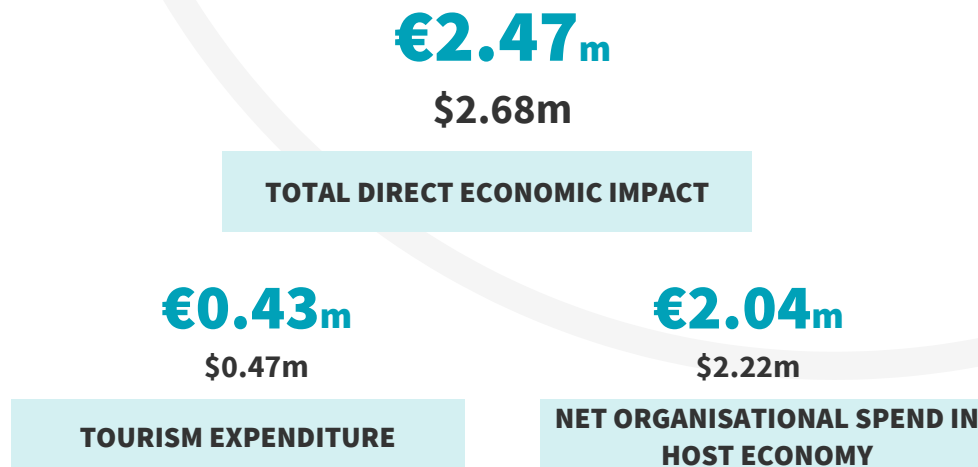 €2.47m
$2.68m
TOTAL DIRECT ECONOMIC IMPACT
€0.43m
$0.47m
TOURISM EXPENDITURE
€2.04m
$2.22m
NET ORGANISATIONAL SPEND IN
HOST ECONOMY